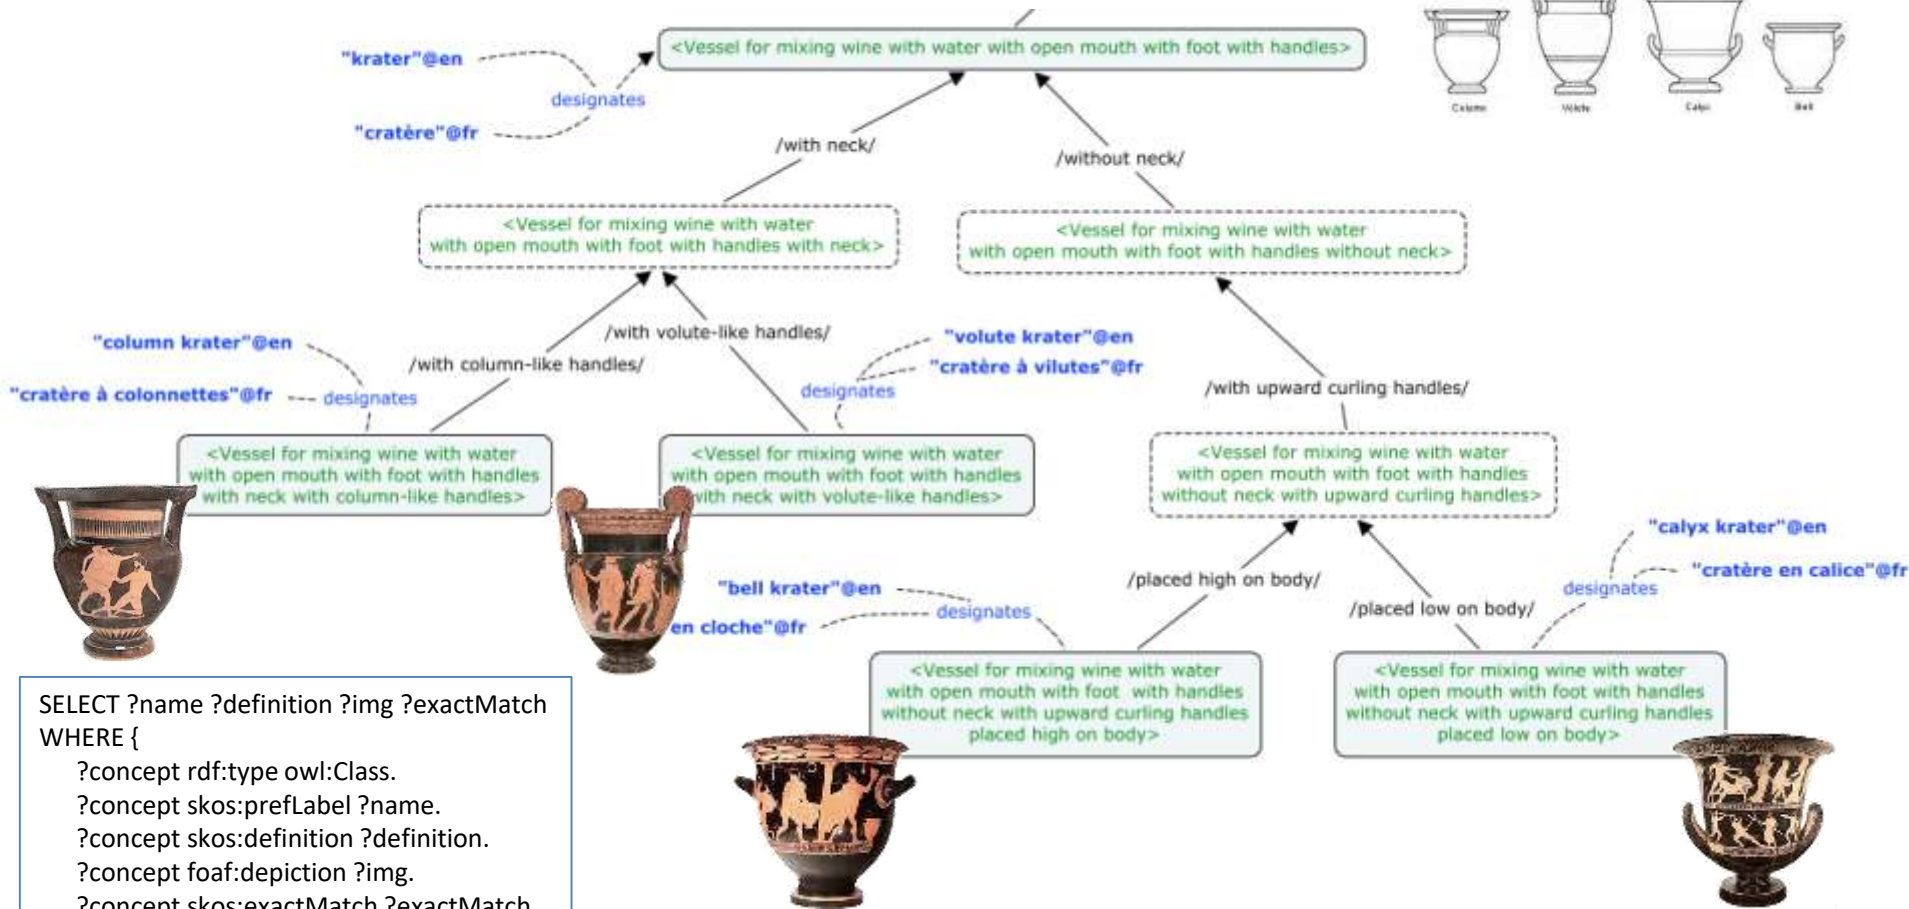 "krater"@en
<Vessel for mixing wine with water with open mouth with foot with handles>
designates
"cratère"@fr
Column
Volute
Calyx
Bell
/with neck/
/without neck/
<Vessel for mixing wine with water
with open mouth with foot with handles with neck>
<Vessel for mixing wine with water
with open mouth with foot with handles without neck>
/with volute-like handles/
"column krater"@en
/with column-like handles/
"cratère à colonnettes"@fr
designates
"volute krater"@en
"cratère à vilutes"@fr
designates
/with upward curling handles/
<Vessel for mixing wine with water
with open mouth with foot with handles
with neck with column-like handles>
<Vessel for mixing wine with water
with open mouth with foot with handles
with neck with volute-like handles>
<Vessel for mixing wine with water
with open mouth with foot with handles
without neck with upward curling handles>
"calyx krater"@en
"cratère en calice"@fr
designates
/placed high on body/
/placed low on body/
"bell krater"@en
designates
en cloche"@fr
<Vessel for mixing wine with water
with open mouth with foot with handles
without neck with upward curling handles
placed high on body>
<Vessel for mixing wine with water
with open mouth with foot with handles
without neck with upward curling handles
placed low on body>
SELECT ?name ?definition ?img ?exactMatch
WHERE {
?concept rdf:type owl:Class.
?concept skos:prefLabel ?name.
?concept skos:definition ?definition.
?concept foaf:depiction ?img.
?concept skos:exactMatch ?exactMatch